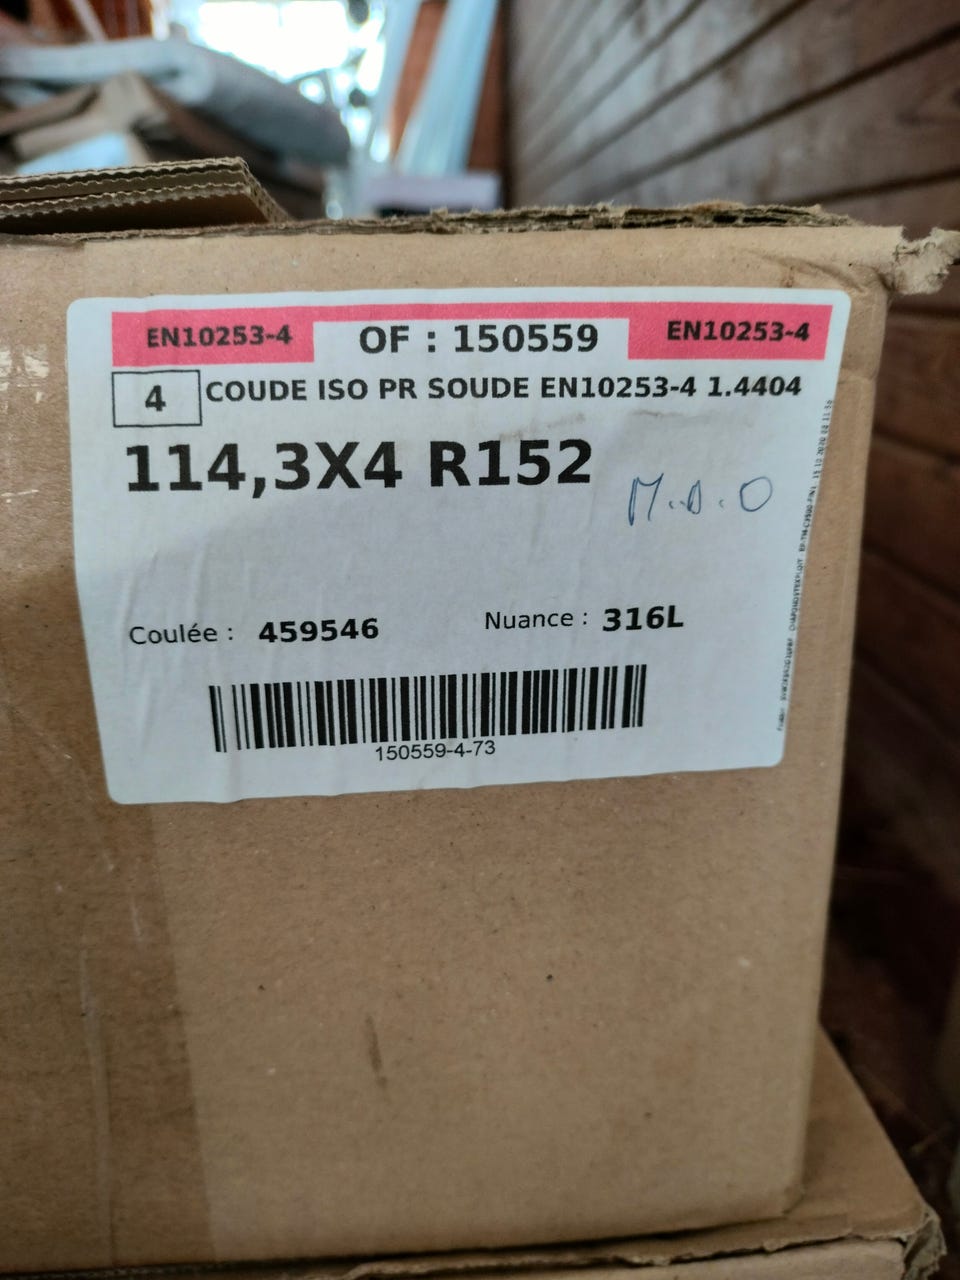 EN10253-4
OF : 150559
EN10253-4
4
COUDE ISO PR SOUDE EN10253-4 1.4404
114,3X4 R152
Coulée : 459546
Nuance : 316L
150559-4-73